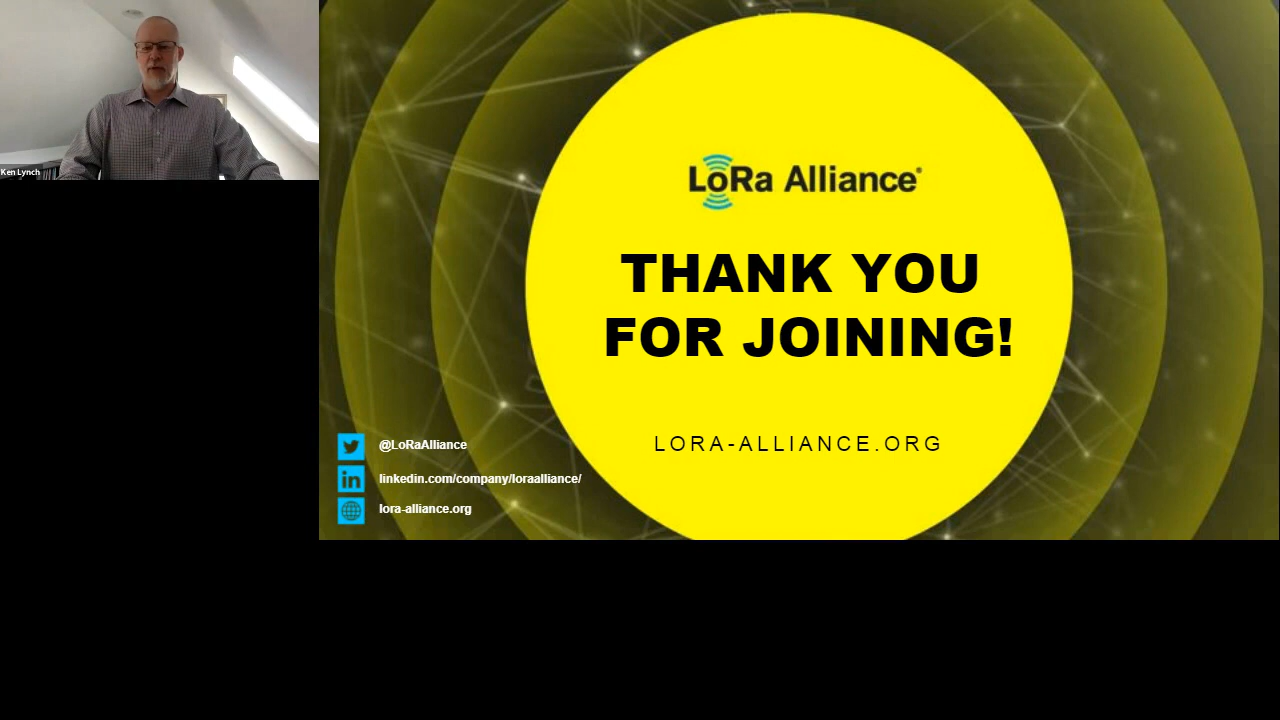 Ken Lynch
LoRa Alliance®
THANK YOU
FOR JOINING!
LORA-ALLIANCE.ORG
@LoRaAlliance
linkedin.com/company/loraalliance/
lora-alliance.org